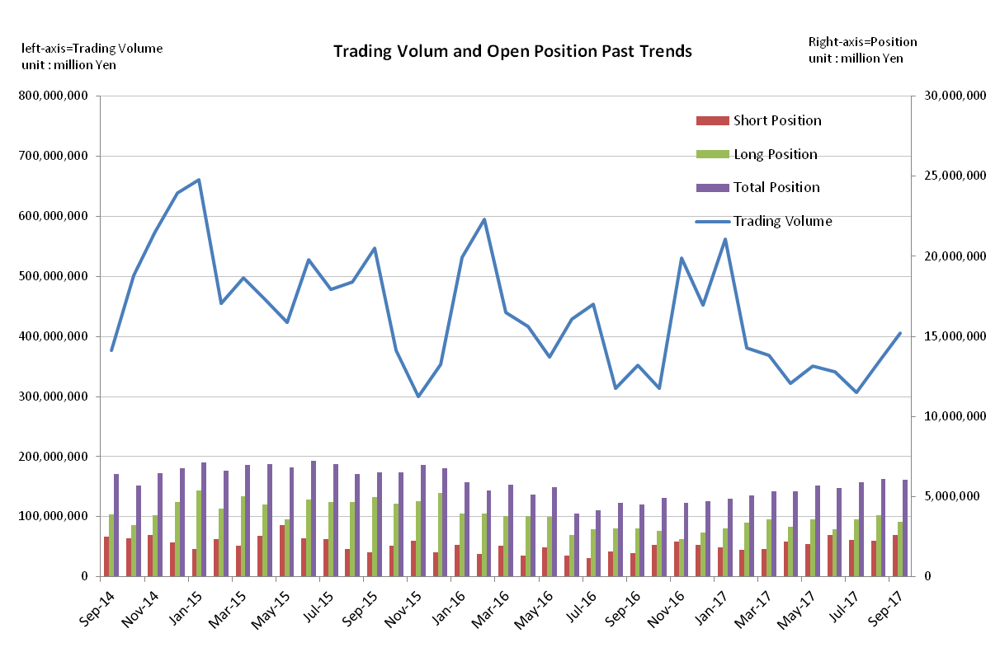 left-axis=Trading Volume
unit : million Yen
Trading Volum and Open Position Past Trends
Right-axis=Position
unit : million Yen
800,000,000
700,000,000
600,000,000
500,000,000
400,000,000
300,000,000
200,000,000
100,000,000
0
30,000,000
25,000,000
20,000,000
15,000,000
10,000,000
5,000,000
0
Short Position
Long Position
Total Position
Trading Volume
Sep-14
Nov-14
Jan-15
Mar-15
May-15
Jul-15
Sep-15
Nov-15
Jan-16
Mar-16
May-16
Jul-16
Sep-16
Nov-16
Jan-17
Mar-17
May-17
Jul-17
Sep-17